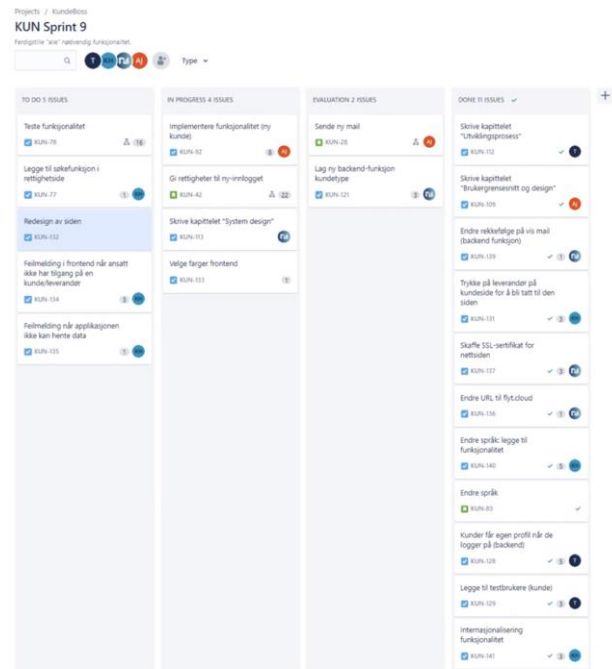 Projects / KundeBoss
KUN Sprint 9
Ferdigstille "alle" nødvendig funksjonalitet.
T KH AJ Type
TO DO 5 ISSUES
Teste funksjonalitet
KUN-78 16
Legge til søkefunksjon i
rettighetside
KUN-77 1 KH
Redesign av siden
KUN-132
Feilmelding i frontend når ansatt
ikke har tilgang på en
kunde/leverandør
KUN-134 3 KH
Feilmelding når applikasjonen
ikke kan hente data
KUN-135 1 KH
IN PROGRESS 4 ISSUES
Implementere funksjonalitet (ny
kunde)
KUN-92 8 AJ
Gi rettigheter til ny-innlogget
KUN-42 22
Skrive kapittelet "System design"
KUN-113
Velge farger frontend
KUN-133 1
EVALUATION 2 ISSUES
Sende ny mail
KUN-28 AJ
Lag ny backend-funksjon
kundetype
KUN-121 3
DONE 11 ISSUES
Skrive kapittelet
"Utviklingsprosess"
KUN-112 T
Skrive kapittelet
"Brukergrensesnitt og design"
KUN-109 AJ
Endre rekkefølge på vis mail
(backend funksjon)
KUN-139 1
Trykke på leverandør på
kundeside for å bli tatt til den
siden
KUN-131 3 KH
Skaffe SSL-sertifikat for
nettsiden
KUN-137 3
Endre URL til flyt.cloud
KUN-136 1
Endre språk: legge til
funksjonalitet
KUN-140 5 KH
Endre språk
KUN-83
Kunder får egen profil når de
logger på (backend)
KUN-128 5 T
Legge til testbrukere (kunde)
KUN-129 3 T
Internasjonalisering
funksjonalitet
KUN-141 3 KH